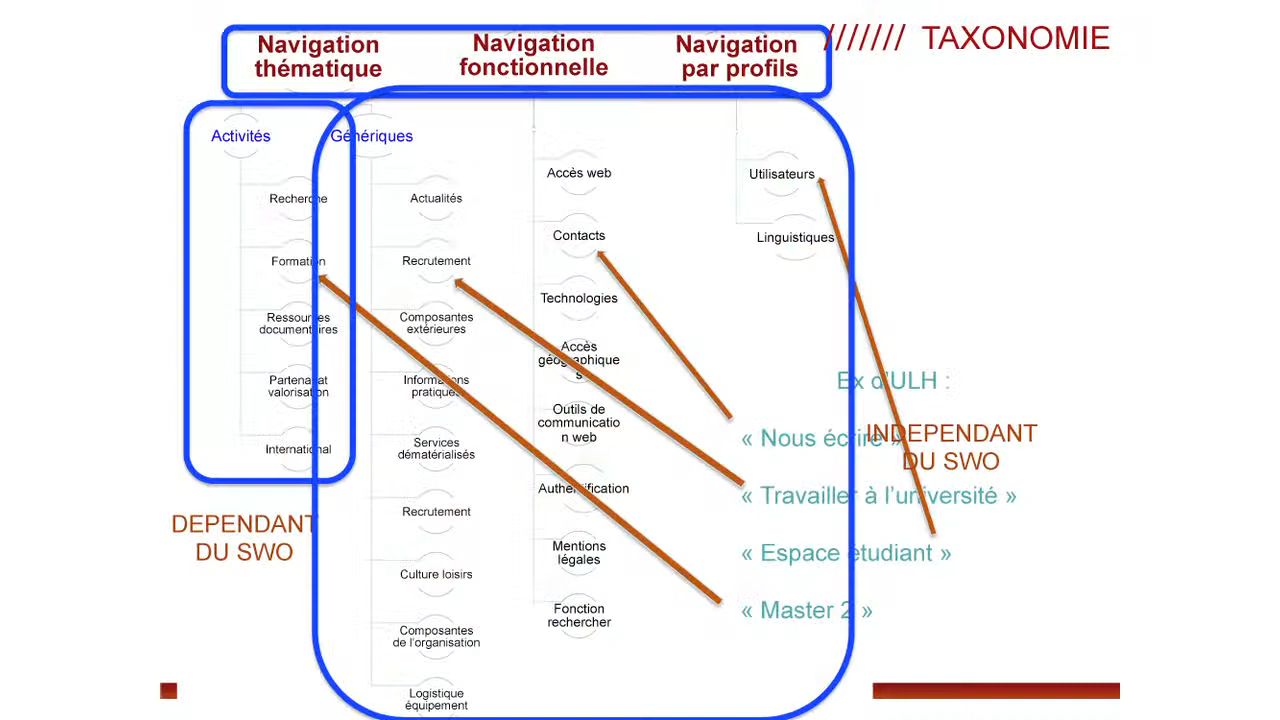 /////// TAXONOMIE
Navigation
thématique
Navigation
fonctionnelle
Navigation
par profils
Activités
Recherche
Formation
Ressources
documentaires
Partenariat
valorisation
International
Génériques
Actualités
Recrutement
Composantes
extérieures
Informations
pratiques
Services
dématérialisés
Recrutement
Culture loisirs
Composantes
de l'organisation
Logistique
équipement
Accès web
Contacts
Technologies
Accès
géographique
s
Outils de
communicatio
n web
Authentification
Mentions
légales
Fonction
rechercher
Utilisateurs
Linguistiques
Ex d'ULH :
« Nous écrire »
« Travailler à l'université »
« Espace étudiant »
« Master 2 »
INDEPENDANT
DU SWO
DEPENDANT
DU SWO